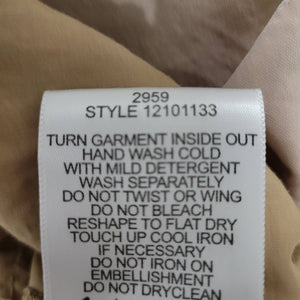 2959
STYLE 12101133
TURN GARMENT INSIDE OUT
HAND WASH COLD
WITH MILD DETERGENT
WASH SEPARATELY
DO NOT TWIST OR WING
DO NOT BLEACH
RESHAPE TO FLAT DRY
TOUCH UP COOL IRON
IF NECESSARY
DO NOT IRON ON
EMBELLISHMENT
DO NOT DRYCLEAN